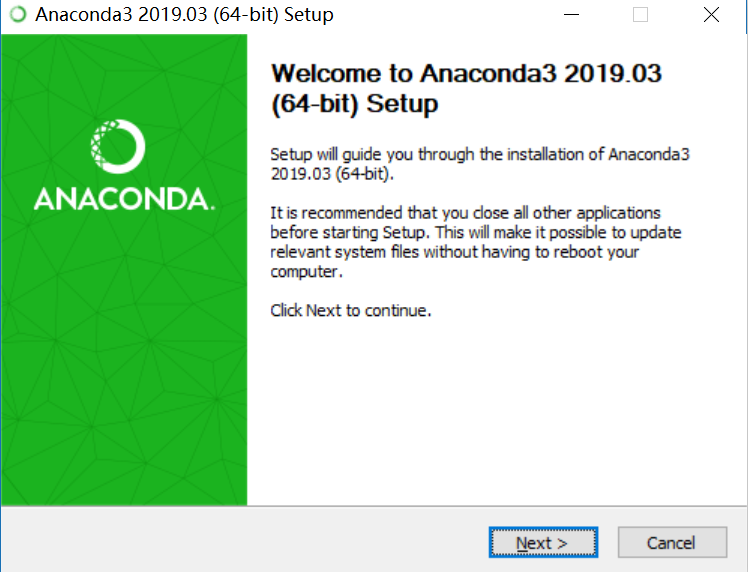 Anaconda3 2019.03 (64-bit) Setup
ANACONDA.
Welcome to Anaconda3 2019.03
(64-bit) Setup
Setup will guide you through the installation of Anaconda3
2019.03 (64-bit).
It is recommended that you close all other applications
before starting Setup. This will make it possible to update
relevant system files without having to reboot your
computer.
Click Next to continue.
Next >
Cancel